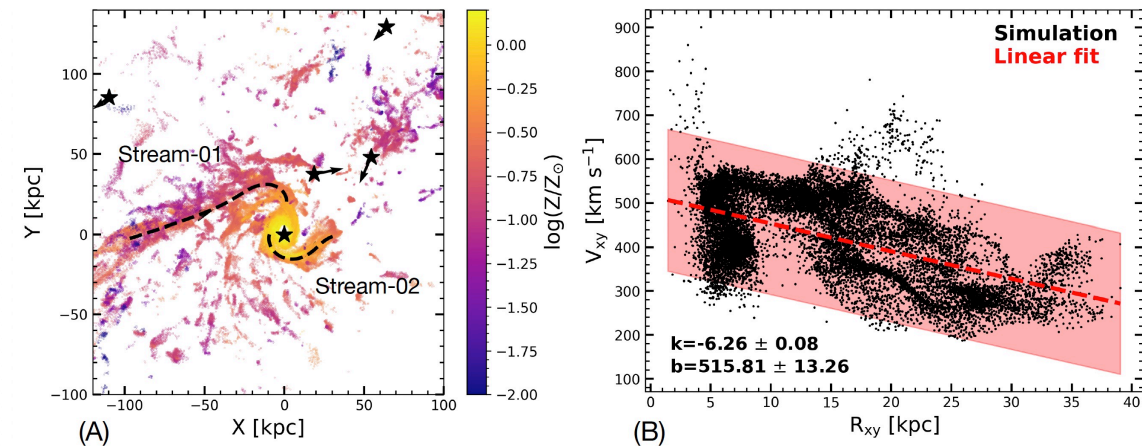 100
50
0
−50
−100
Y [kpc]
−100
−50
0
50
100
X [kpc]
Stream-01
Stream-02
(A)
0.00
−0.25
−0.50
−0.75
−1.00
−1.25
−1.50
−1.75
−2.00
log(Z/Z⊙)
900
800
700
600
500
400
300
200
100
Vxy [km s−1]
Simulation
Linear fit
k=-6.26 ± 0.08
b=515.81 ± 13.26
0
5
10
15
20
25
30
35
40
Rxy [kpc]
(B)